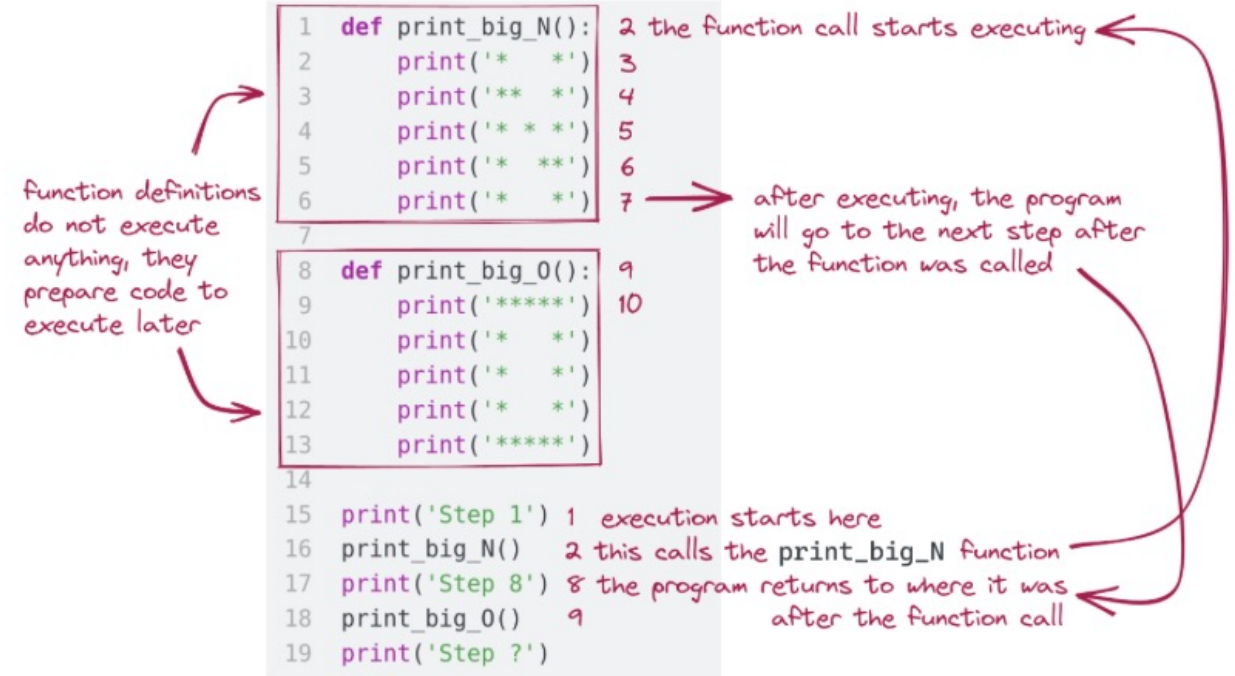 1 def print_big_N(): 2 the function call starts executing
2     print('*   *') 3
3     print('**  *') 4
4     print('* * *') 5
5     print('*  **') 6
6     print('*   *') 7
7
function definitions
do not execute
anything, they
prepare code to
execute later
after executing, the program
will go to the next step after
the function was called
8 def print_big_O(): 9
9     print('*****') 10
10     print('*   *')
11     print('*   *')
12     print('*   *')
13     print('*****')
14
15 print('Step 1') 1 execution starts here
16 print_big_N() 2 this calls the print_big_N function
17 print('Step 8') 8 the program returns to where it was
after the function call
18 print_big_O() 9
19 print('Step ?')